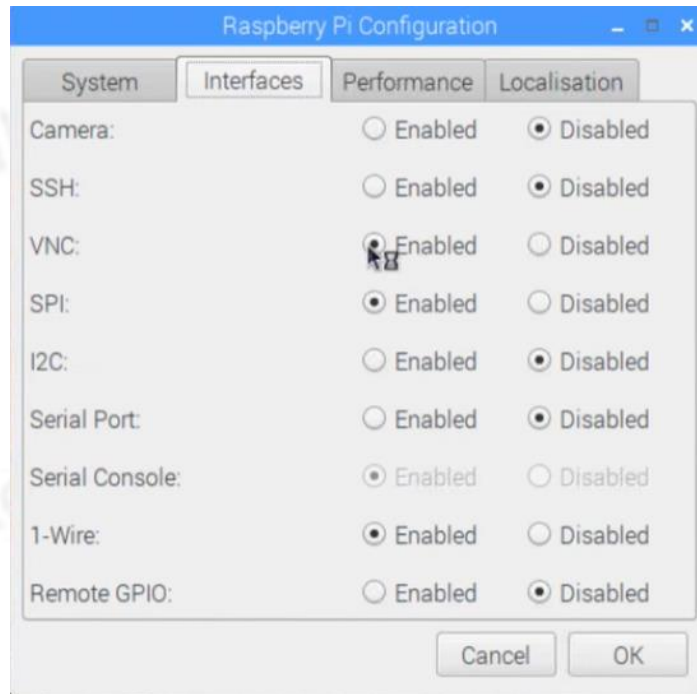 Raspberry Pi Configuration
System Interfaces Performance Localisation
Camera: Enabled Disabled
SSH: Enabled Disabled
VNC: Enabled Disabled
SPI: Enabled Disabled
I2C: Enabled Disabled
Serial Port: Enabled Disabled
Serial Console: Enabled Disabled
1-Wire: Enabled Disabled
Remote GPIO: Enabled Disabled
Cancel OK